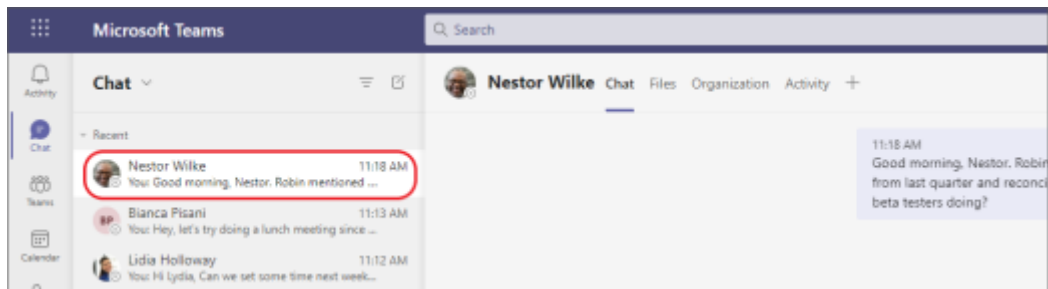 Microsoft Teams
Search
Activity
Chat
Teams
Calendar
Chat
Recent
Nestor Wilke 11:18 AM
You: Good morning, Nestor. Robin mentioned ...
BP Bianca Pisani 11:13 AM
You: Hey, let's try doing a lunch meeting since ...
Lidia Holloway 11:12 AM
You: Hi Lydia, Can we set some time next week...
Nestor Wilke Chat Files Organization Activity
11:18 AM
Good morning, Nestor. Robin
from last quarter and reconci
beta testers doing?